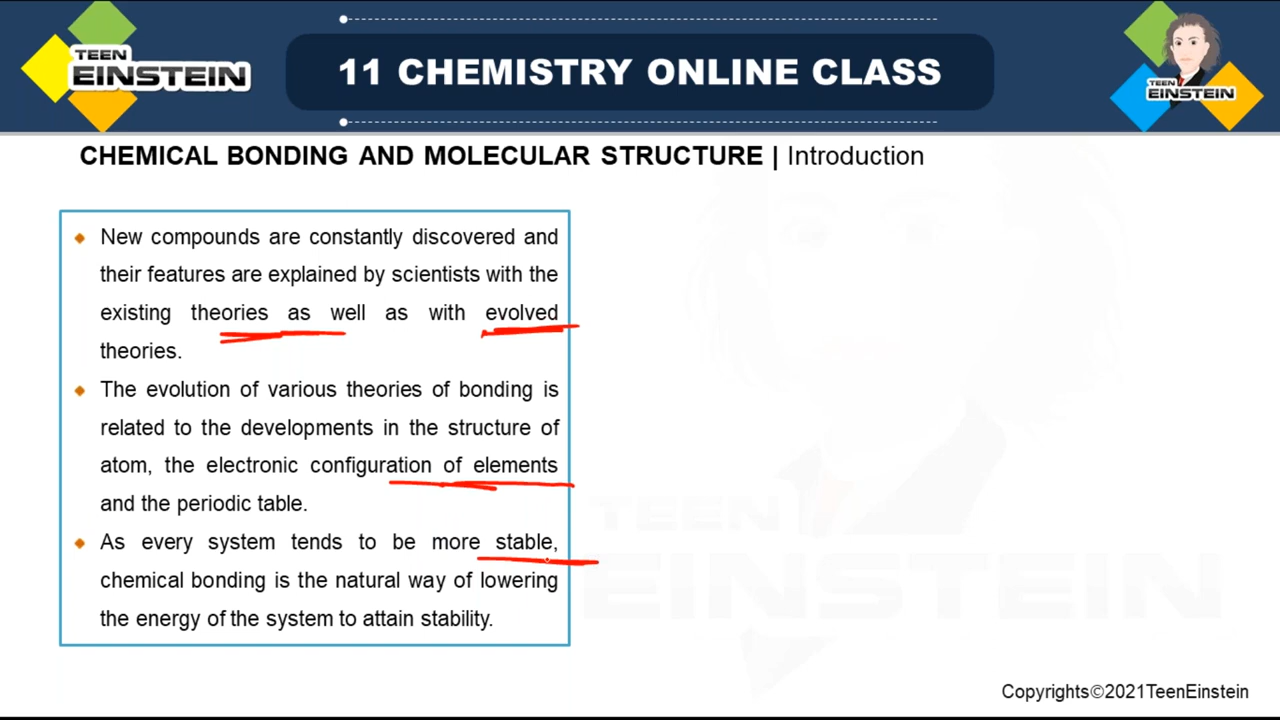 TEEN
EINSTEIN
11 CHEMISTRY ONLINE CLASS
TEEN
EINSTEIN
CHEMICAL BONDING AND MOLECULAR STRUCTURE | Introduction
New compounds are constantly discovered and
their features are explained by scientists with the
existing theories as well as with evolved
theories.
The evolution of various theories of bonding is
related to the developments in the structure of
atom, the electronic configuration of elements
and the periodic table.
As every system tends to be more stable,
chemical bonding is the natural way of lowering
the energy of the system to attain stability.
TEEN
EINSTEIN
Copyrights©2021TeenEinstein